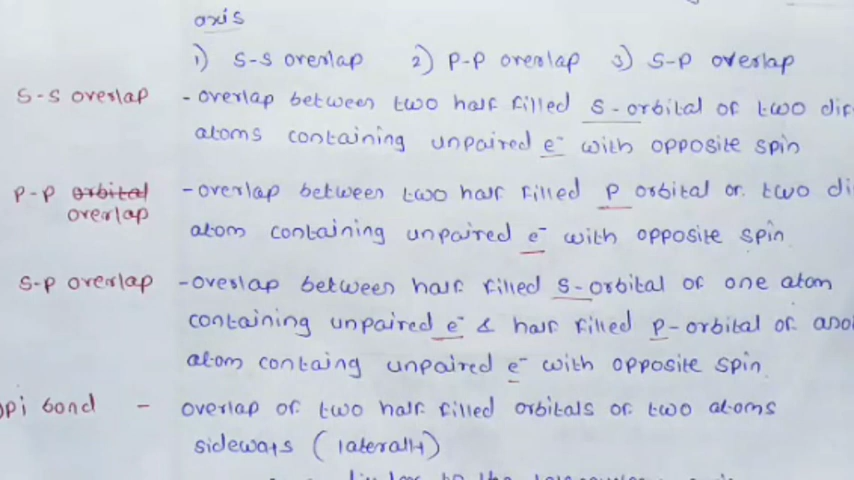 axis
1) S-S overlap 2) P-P overlap 3) S-P overlap
S-S overlap - overlap between two half filled S-orbital of two
atoms containing unpaired e⁻ with opposite spin
P-P orbital - overlap between two half filled P orbital of two
overlap
atom containing unpaired e⁻ with opposite spin
S-P overlap - overlap between half filled S-orbital of one atom
containing unpaired e⁻ & half filled p-orbital of
atom containg unpaired e⁻ with opposite spin
pi bond - overlap of two half filled orbitals of two atoms
sideways (laterally)
to the